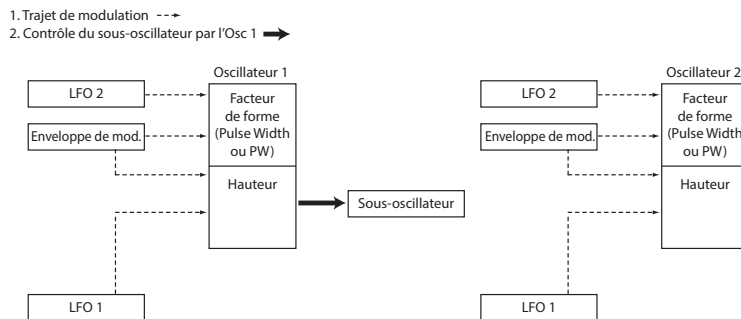 1. Trajet de modulation
2. Contrôle du sous-oscillateur par l'Osc 1
Oscillateur 1
LFO 2
Enveloppe de mod.
Facteur
de forme
(Pulse Width
ou PW)
Hauteur
Sous-oscillateur
LFO 1
Oscillateur 2
LFO 2
Enveloppe de mod.
Facteur
de forme
(Pulse Width
ou PW)
Hauteur
LFO 1